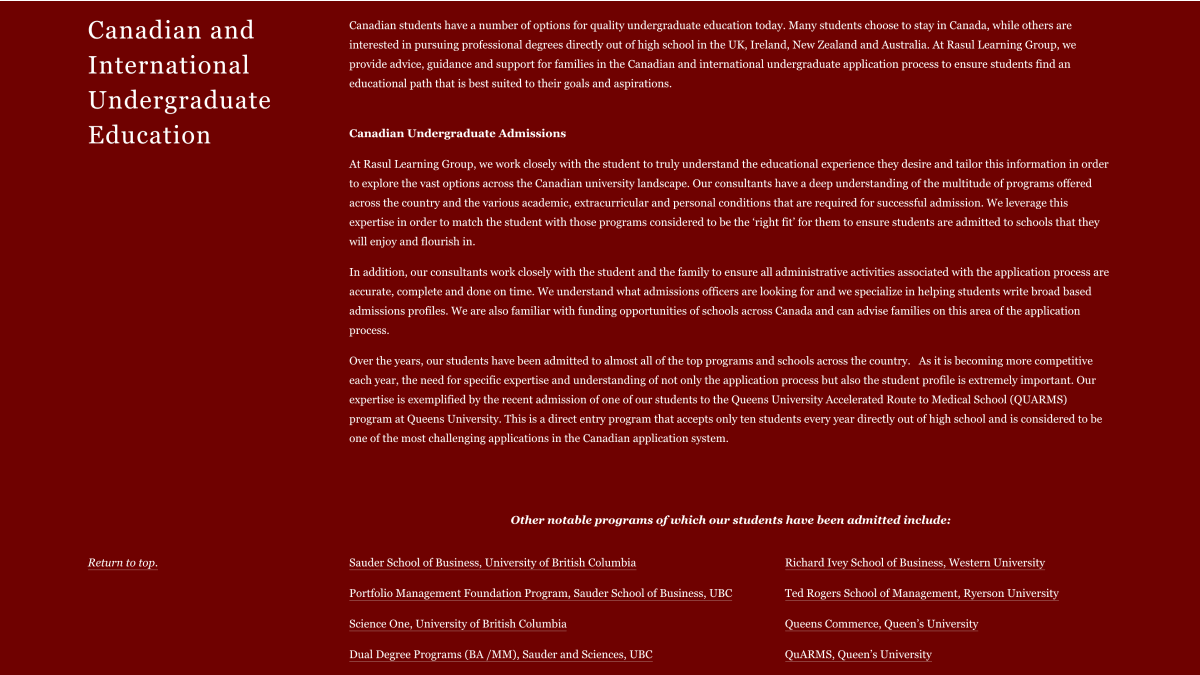 Canadian and
International
Undergraduate
Education
Canadian students have a number of options for quality undergraduate education today. Many students choose to stay in Canada, while others are
interested in pursuing professional degrees directly out of high school in the UK, Ireland, New Zealand and Australia. At Rasul Learning Group, we
provide advice, guidance and support for families in the Canadian and international undergraduate application process to ensure students find an
educational path that is best suited to their goals and aspirations.
Canadian Undergraduate Admissions
At Rasul Learning Group, we work closely with the student to truly understand the educational experience they desire and tailor this information in order
to explore the vast options across the Canadian university landscape. Our consultants have a deep understanding of the multitude of programs offered
across the country and the various academic, extracurricular and personal conditions that are required for successful admission. We leverage this
expertise in order to match the student with those programs considered to be the ‘right fit’ for them to ensure students are admitted to schools that they
will enjoy and flourish in.
In addition, our consultants work closely with the student and the family to ensure all administrative activities associated with the application process are
accurate, complete and done on time. We understand what admissions officers are looking for and we specialize in helping students write broad based
admissions profiles. We are also familiar with funding opportunities of schools across Canada and can advise families on this area of the application
process.
Over the years, our students have been admitted to almost all of the top programs and schools across the country.   As it is becoming more competitive
each year, the need for specific expertise and understanding of not only the application process but also the student profile is extremely important. Our
expertise is exemplified by the recent admission of one of our students to the Queens University Accelerated Route to Medical School (QUARMS)
program at Queens University. This is a direct entry program that accepts only ten students every year directly out of high school and is considered to be
one of the most challenging applications in the Canadian application system.
Other notable programs of which our students have been admitted include:
Return to top.
Sauder School of Business, University of British Columbia
Portfolio Management Foundation Program, Sauder School of Business, UBC
Science One, University of British Columbia
Dual Degree Programs (BA /MM), Sauder and Sciences, UBC
Richard Ivey School of Business, Western University
Ted Rogers School of Management, Ryerson University
Queens Commerce, Queen’s University
QuARMS, Queen’s University